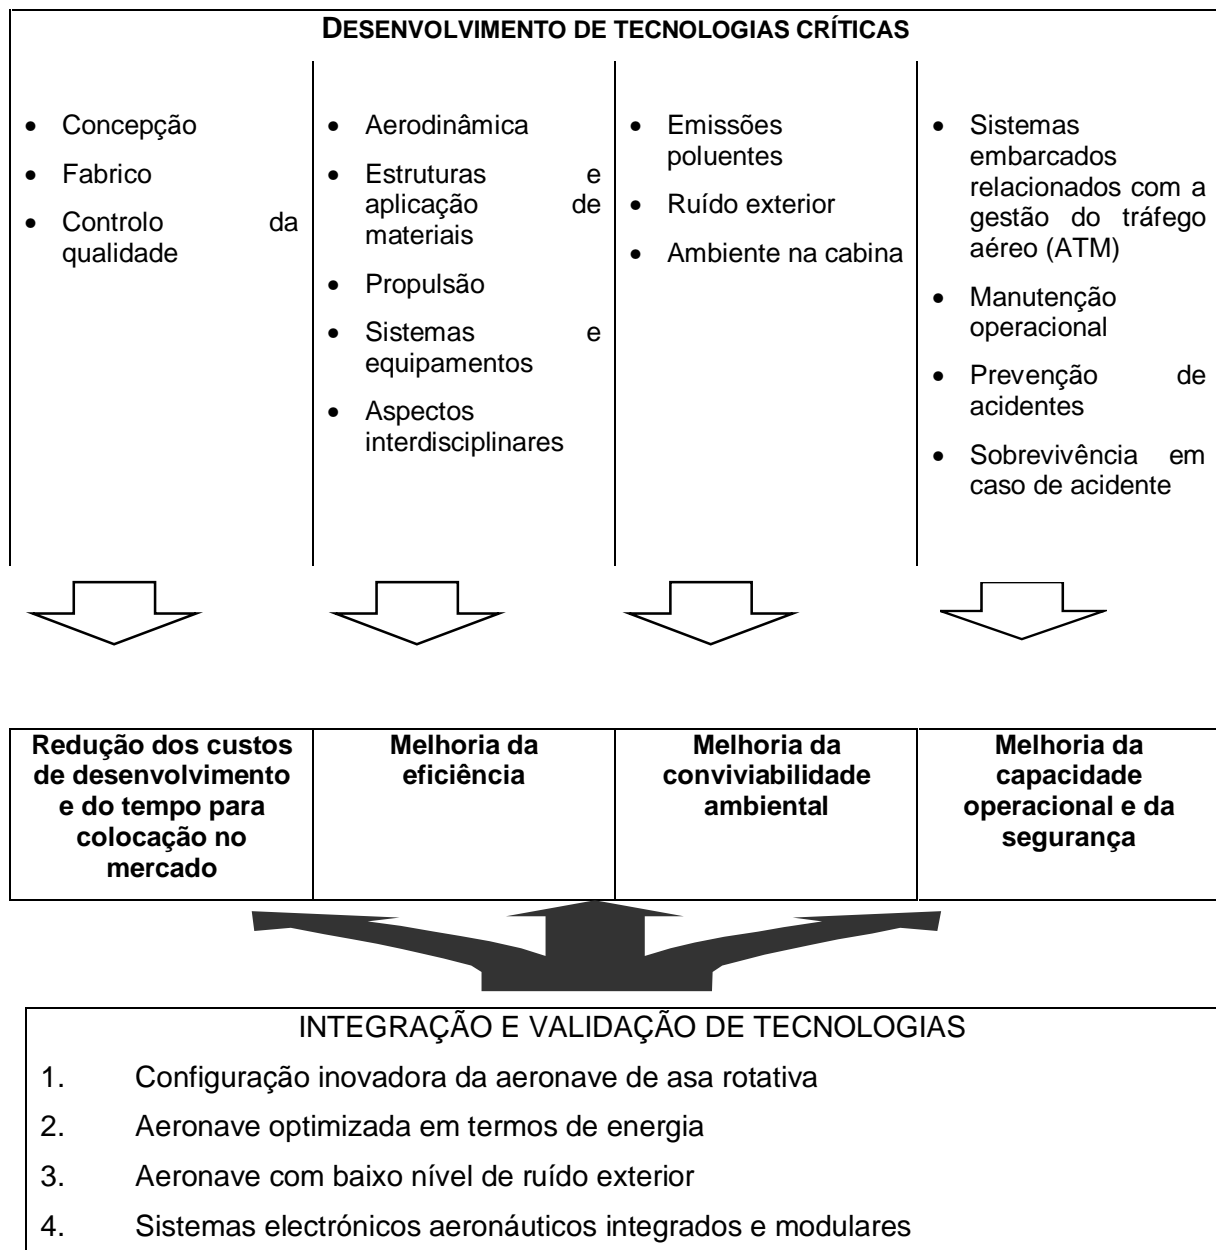 DESENVOLVIMENTO DE TECNOLOGIAS CRÍTICAS
• Concepção
• Fabrico
• Controlo da
qualidade
• Aerodinâmica
• Estruturas e
aplicação de
materiais
• Propulsão
• Sistemas e
equipamentos
• Aspectos
interdisciplinares
• Emissões
poluentes
• Ruído exterior
• Ambiente na cabina
• Sistemas
embarcados
relacionados com a
gestão do tráfego
aéreo (ATM)
• Manutenção
operacional
• Prevenção de
acidentes
• Sobrevivência em
caso de acidente
Redução dos custos
de desenvolvimento
e do tempo para
colocação no
mercado
Melhoria da
eficiência
Melhoria da
conviviabilidade
ambiental
Melhoria da
capacidade
operacional e da
segurança
INTEGRAÇÃO E VALIDAÇÃO DE TECNOLOGIAS
1. Configuração inovadora da aeronave de asa rotativa
2. Aeronave optimizada em termos de energia
3. Aeronave com baixo nível de ruído exterior
4. Sistemas electrónicos aeronáuticos integrados e modulares